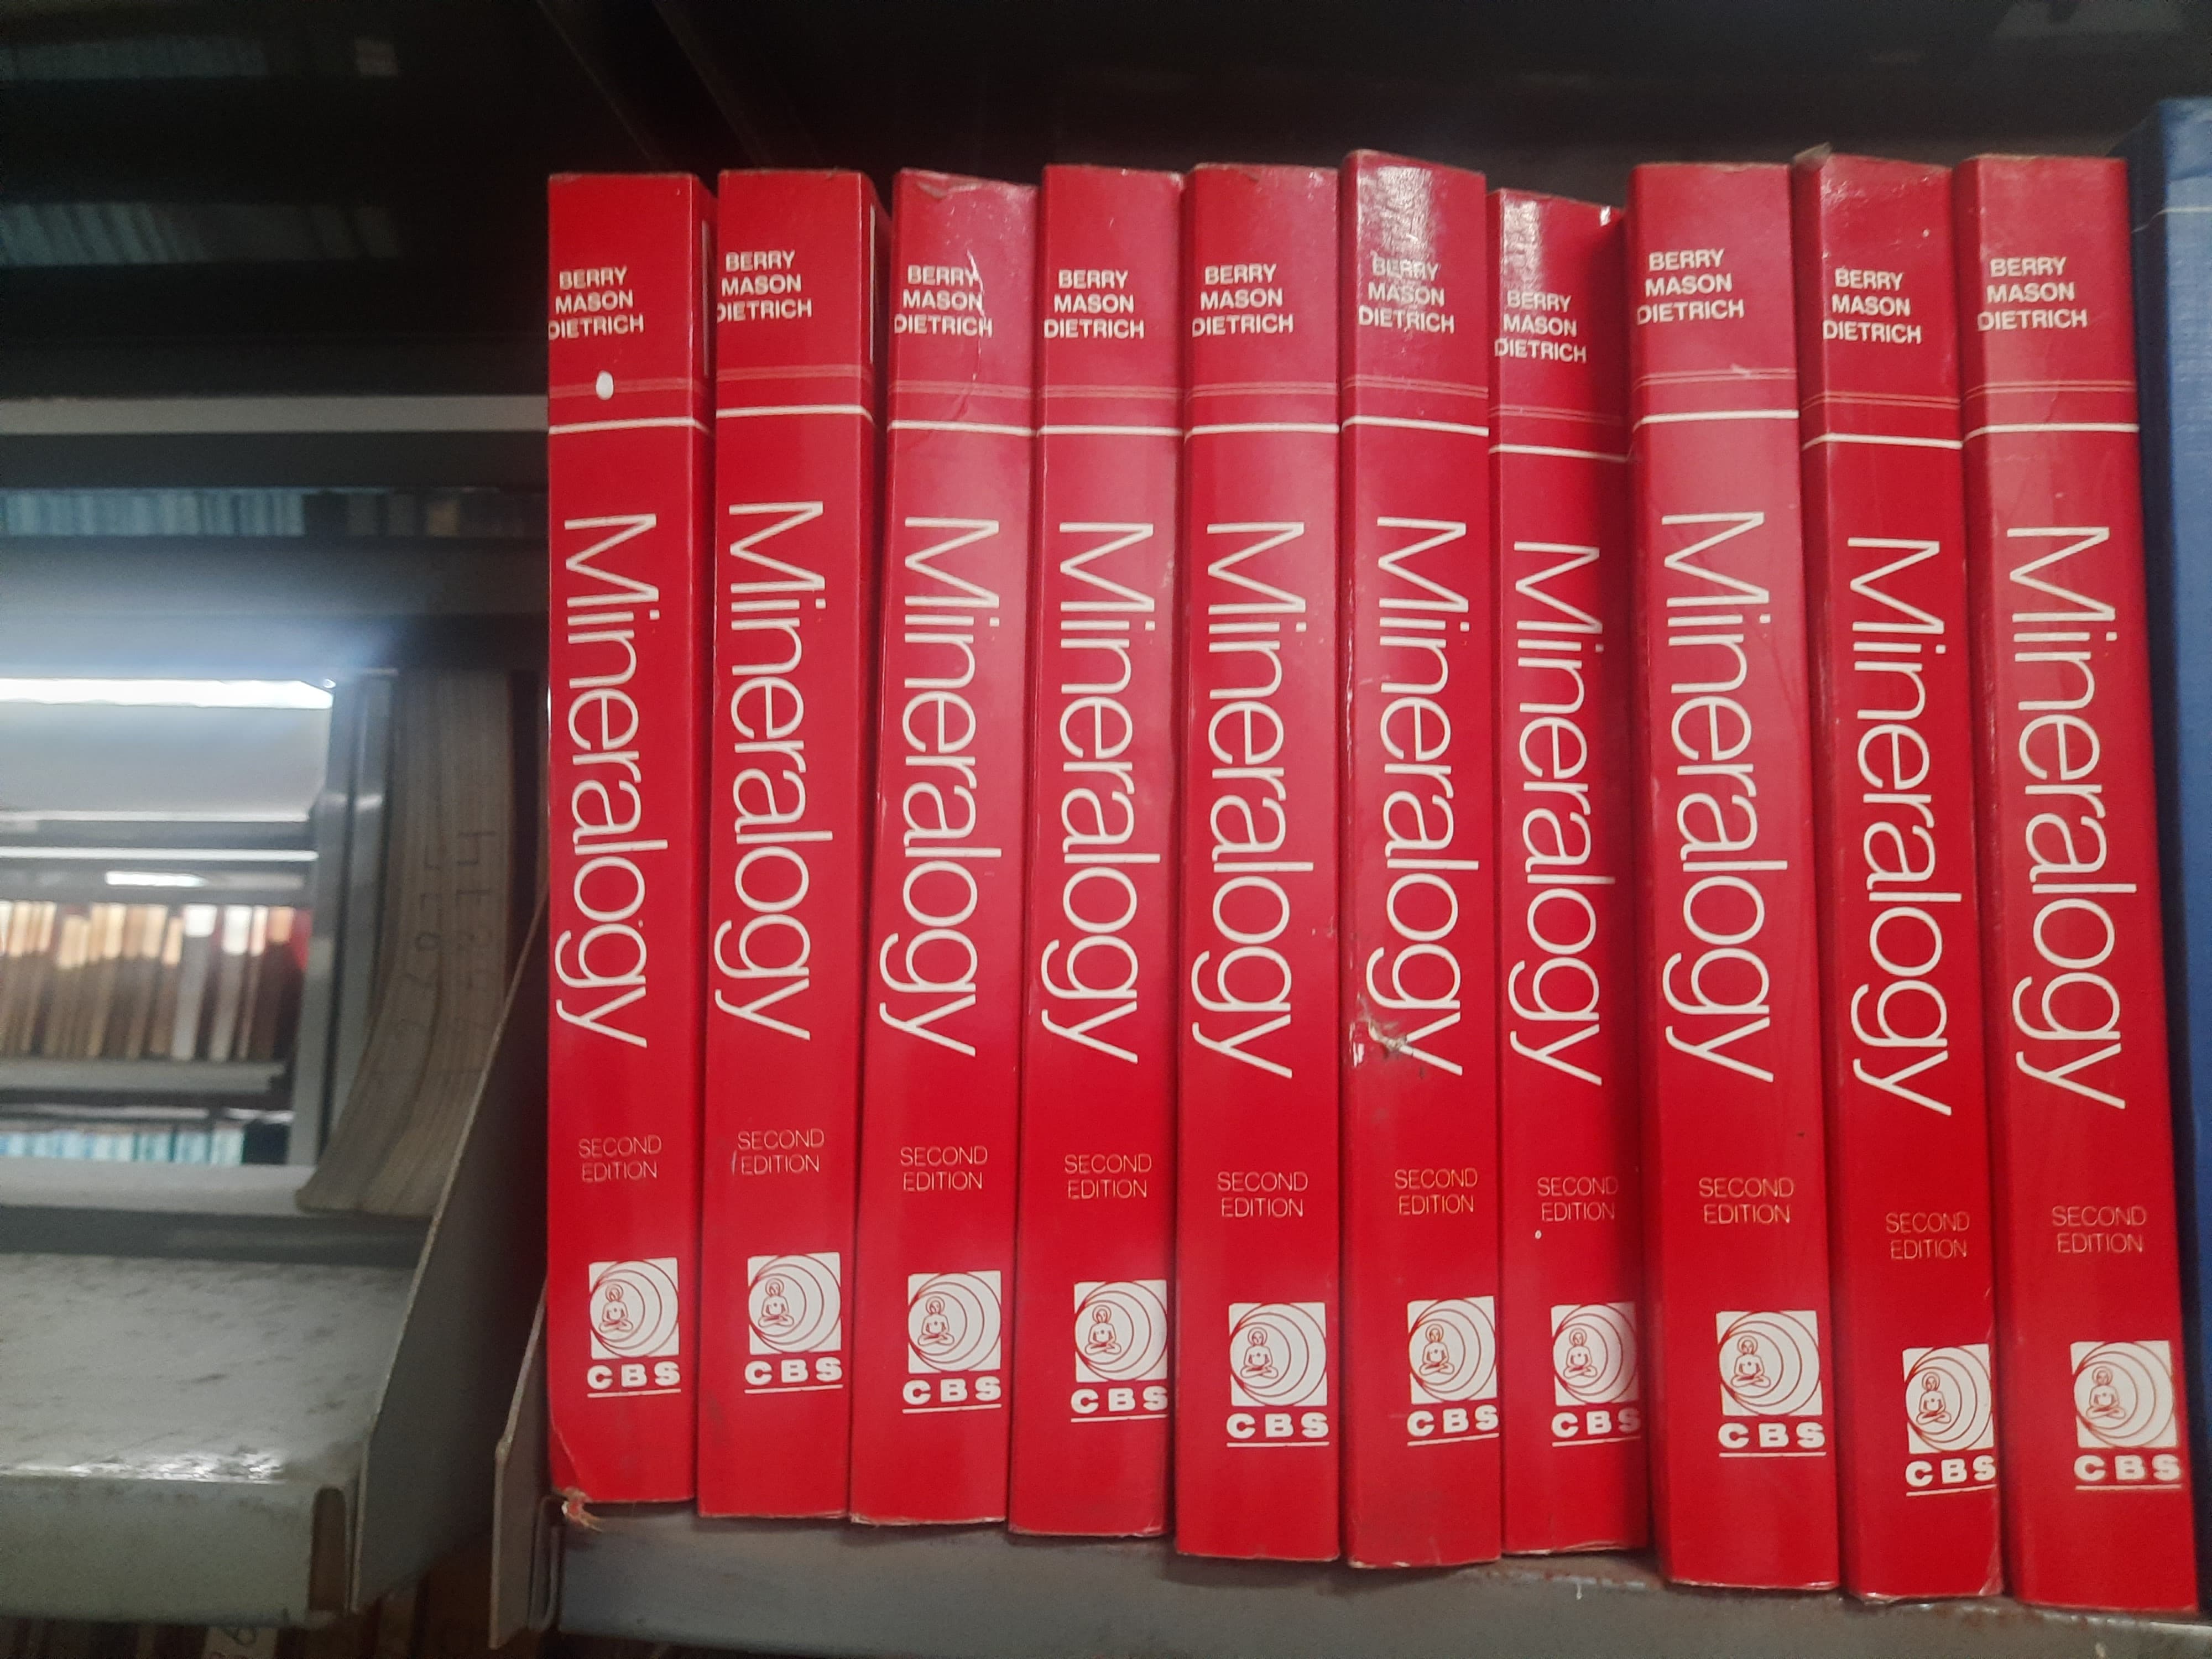 BERRY
MASON
DIETRICH
Mineralogy
SECOND
EDITION
CBS
BERRY
MASON
DIETRICH
Mineralogy
SECOND
EDITION
CBS
BERRY
MASON
DIETRICH
Mineralogy
SECOND
EDITION
CBS
BERRY
MASON
DIETRICH
Mineralogy
SECOND
EDITION
CBS
BERRY
MASON
DIETRICH
Mineralogy
SECOND
EDITION
CBS
BERRY
MASON
DIETRICH
Mineralogy
SECOND
EDITION
CBS
BERRY
MASON
DIETRICH
Mineralogy
SECOND
EDITION
CBS
BERRY
MASON
DIETRICH
Mineralogy
SECOND
EDITION
CBS
BERRY
MASON
DIETRICH
Mineralogy
SECOND
EDITION
CBS
BERRY
MASON
DIETRICH
Mineralogy
SECOND
EDITION
CBS